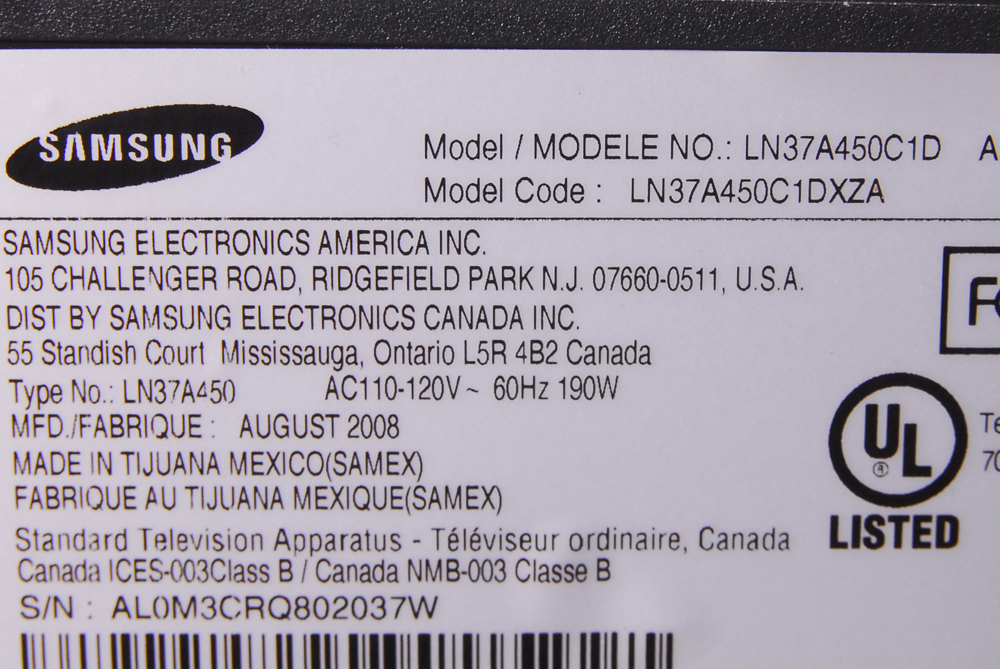 SAMSUNG
Model / MODELE NO.: LN37A450C1D A
Model Code : LN37A450C1DXZA
SAMSUNG ELECTRONICS AMERICA INC.
105 CHALLENGER ROAD, RIDGEFIELD PARK N.J. 07660-0511, U.S.A.
DIST BY SAMSUNG ELECTRONICS CANADA INC.
55 Standish Court Mississauga, Ontario L5R 4B2 Canada
Type No.: LN37A450 AC110-120V~ 60Hz 190W
MFD./FABRIQUE : AUGUST 2008
MADE IN TIJUANA MEXICO(SAMEX)
FABRIQUE AU TIJUANA MEXIQUE(SAMEX)
Standard Television Apparatus - Téléviseur ordinaire, Canada
Canada ICES-003Class B / Canada NMB-003 Classe B
S/N : AL0M3CRQ802037W
F
UL
®
LISTED
Te
70